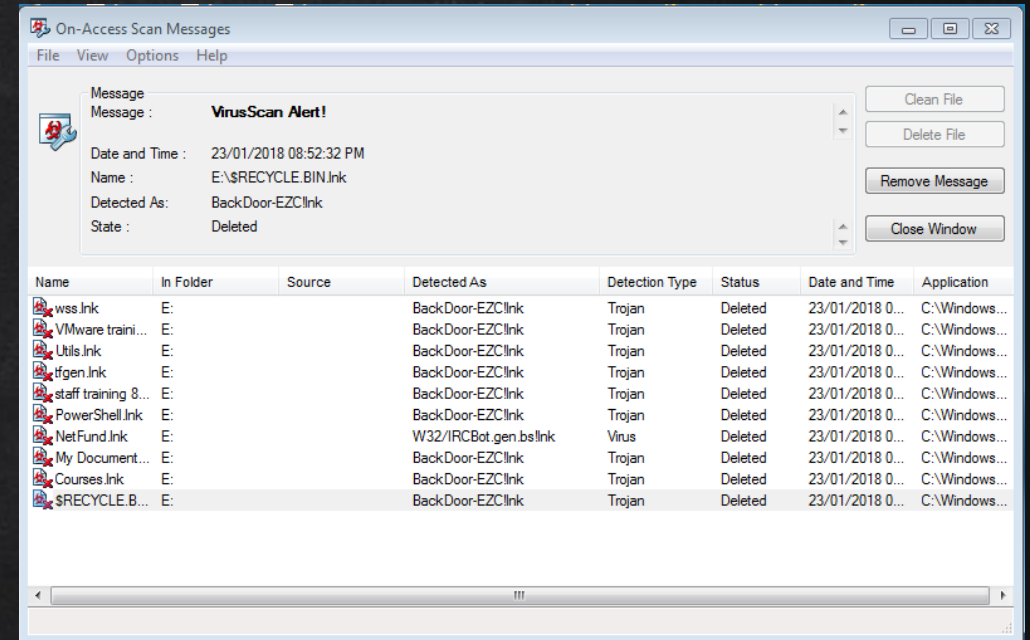 On-Access Scan Messages
File View Options Help
Message
Message : VirusScan Alert!
Date and Time : 23/01/2018 08:52:32 PM
Name : E:\$RECYCLE.BIN.lnk
Detected As: BackDoor-EZC!lnk
State : Deleted
Clean File
Delete File
Remove Message
Close Window
Name In Folder Source Detected As Detection Type Status Date and Time Application
wss.lnk E: BackDoor-EZC!lnk Trojan Deleted 23/01/2018 0... C:\Windows...
VMware traini... E: BackDoor-EZC!lnk Trojan Deleted 23/01/2018 0... C:\Windows...
Utils.lnk E: BackDoor-EZC!lnk Trojan Deleted 23/01/2018 0... C:\Windows...
tfgen.lnk E: BackDoor-EZC!lnk Trojan Deleted 23/01/2018 0... C:\Windows...
staff training 8... E: BackDoor-EZC!lnk Trojan Deleted 23/01/2018 0... C:\Windows...
PowerShell.lnk E: BackDoor-EZC!lnk Trojan Deleted 23/01/2018 0... C:\Windows...
NetFund.lnk E: W32/IRCBot.gen.bs!lnk Virus Deleted 23/01/2018 0... C:\Windows...
My Document... E: BackDoor-EZC!lnk Trojan Deleted 23/01/2018 0... C:\Windows...
Courses.lnk E: BackDoor-EZC!lnk Trojan Deleted 23/01/2018 0... C:\Windows...
$RECYCLE.B... E: BackDoor-EZC!lnk Trojan Deleted 23/01/2018 0... C:\Windows...